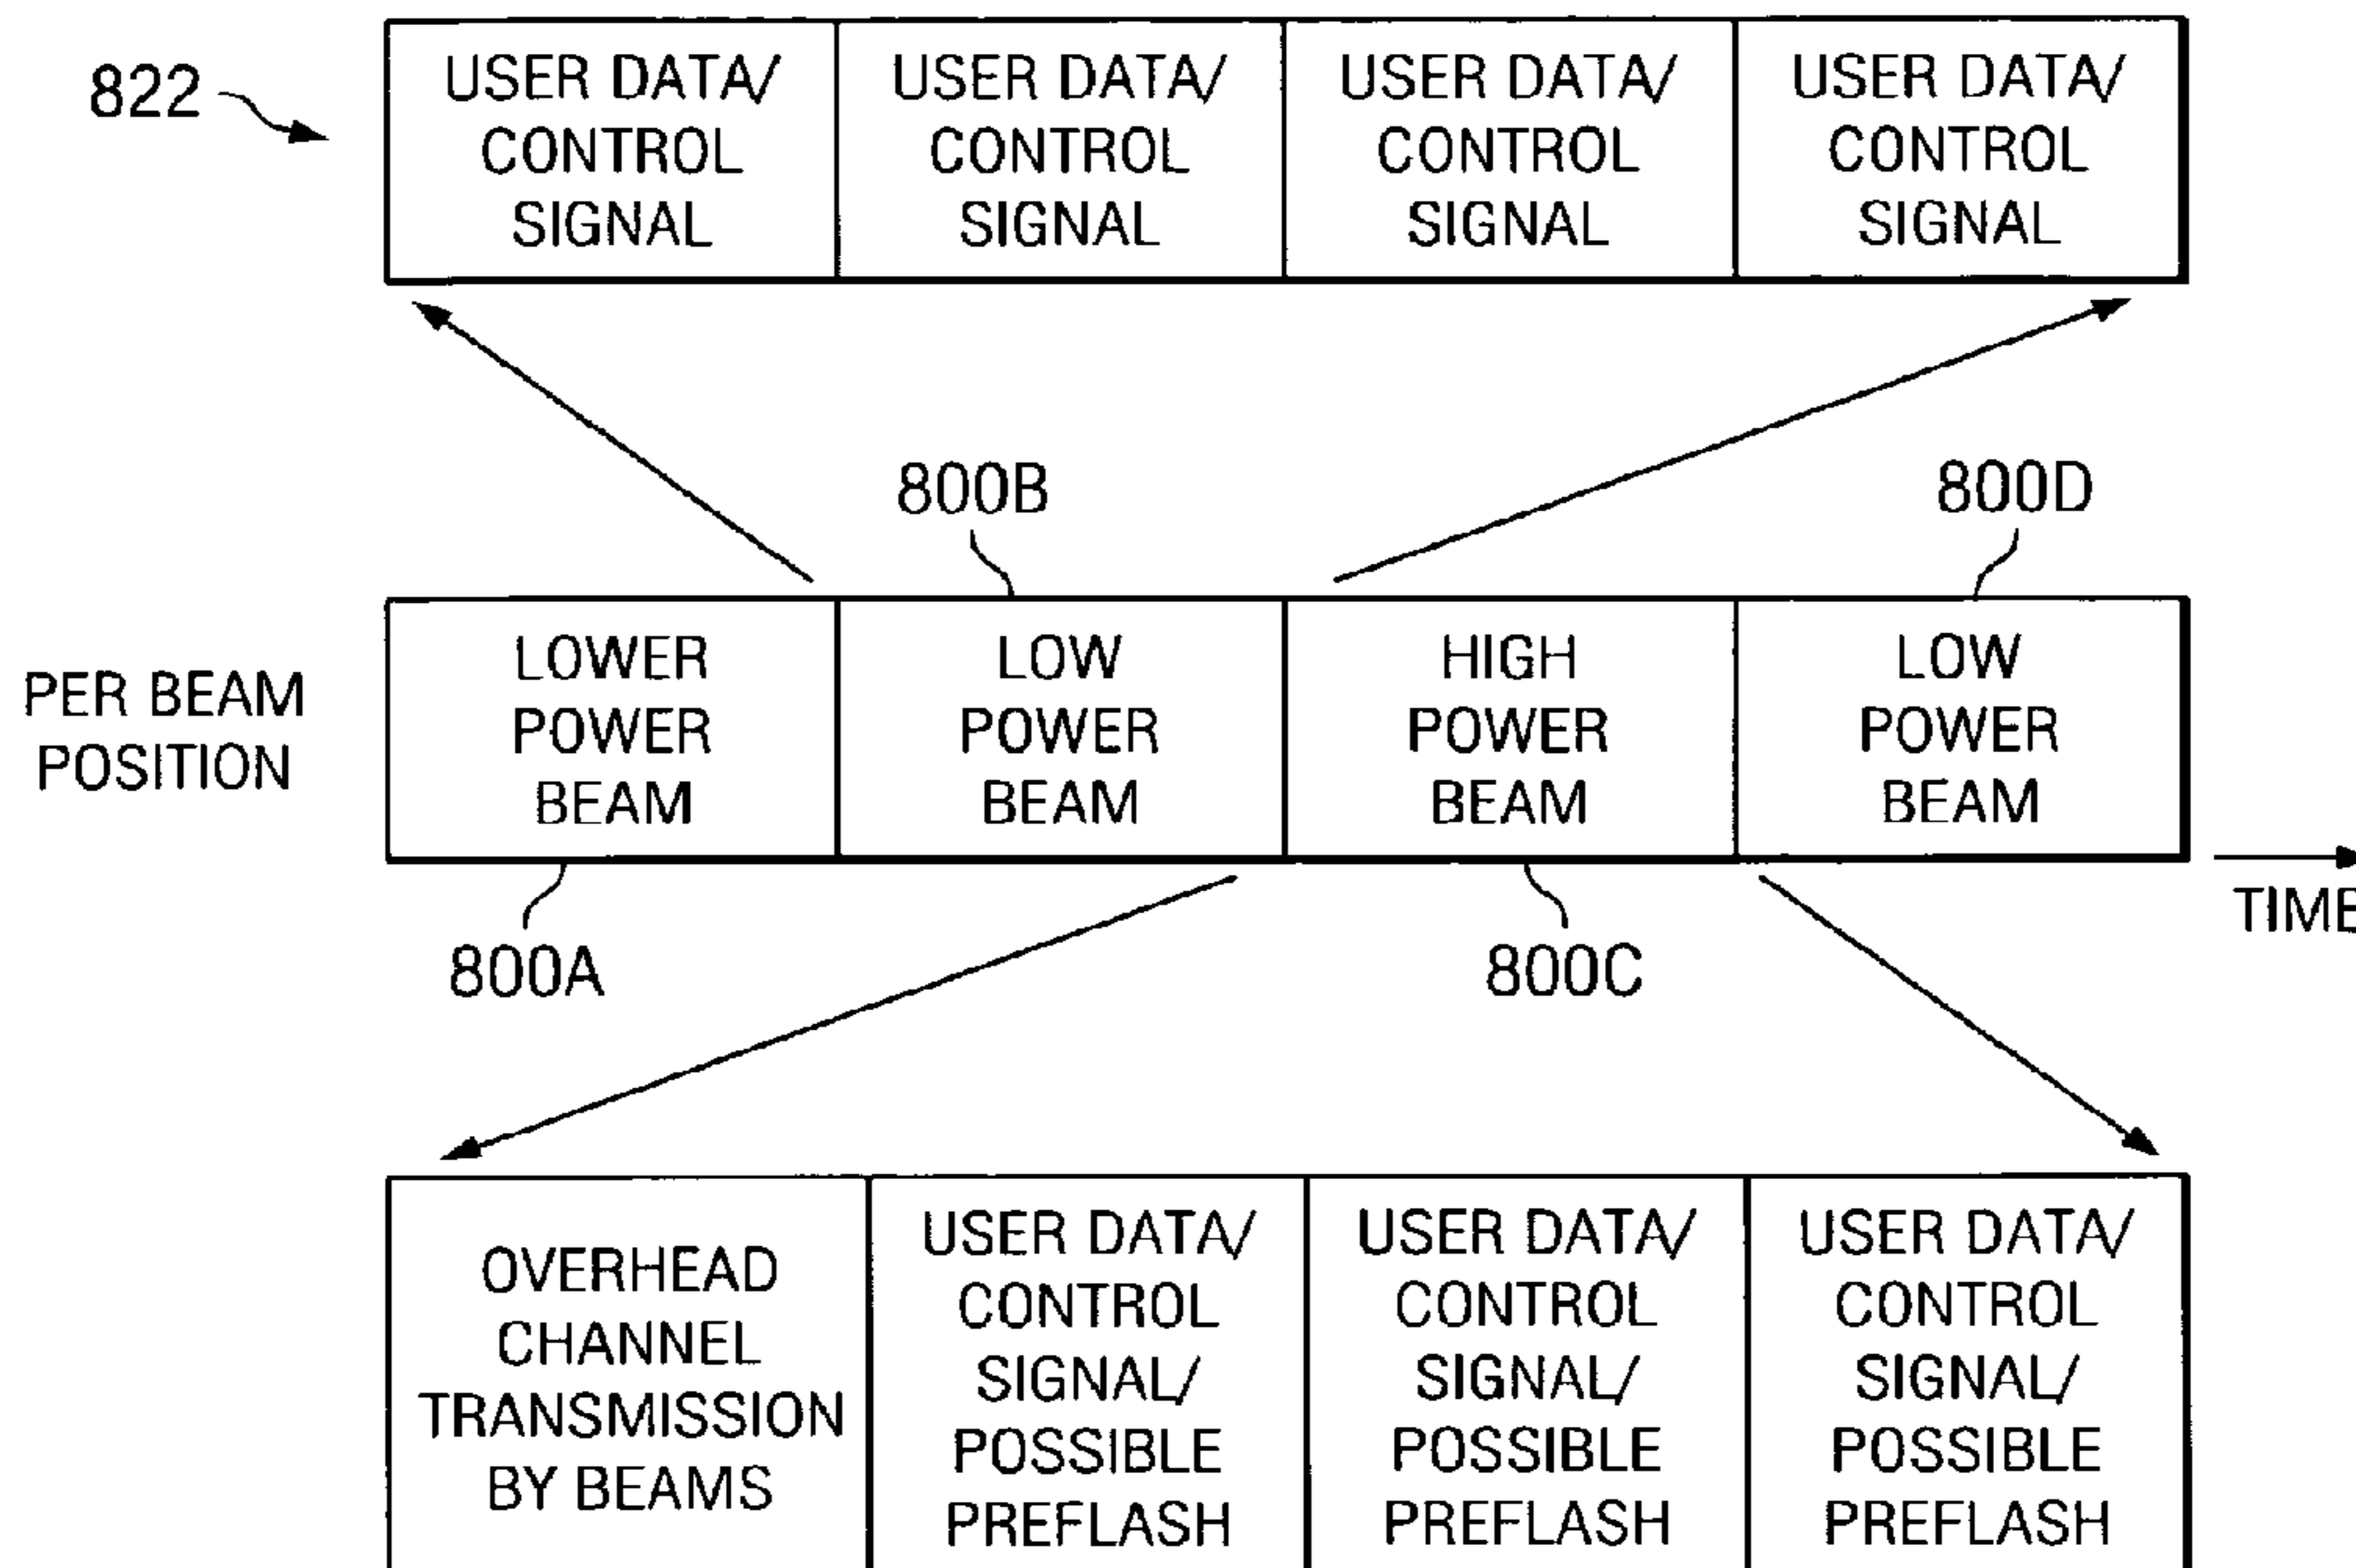 822
USER DATA/
CONTROL
SIGNAL
USER DATA/
CONTROL
SIGNAL
USER DATA/
CONTROL
SIGNAL
USER DATA/
CONTROL
SIGNAL
800B
800D
PER BEAM
POSITION
LOWER
POWER
BEAM
LOW
POWER
BEAM
HIGH
POWER
BEAM
LOW
POWER
BEAM
TIME
800A
800C
OVERHEAD
CHANNEL
TRANSMISSION
BY BEAMS
USER DATA/
CONTROL
SIGNAL/
POSSIBLE
PREFLASH
USER DATA/
CONTROL
SIGNAL/
POSSIBLE
PREFLASH
USER DATA/
CONTROL
SIGNAL/
POSSIBLE
PREFLASH